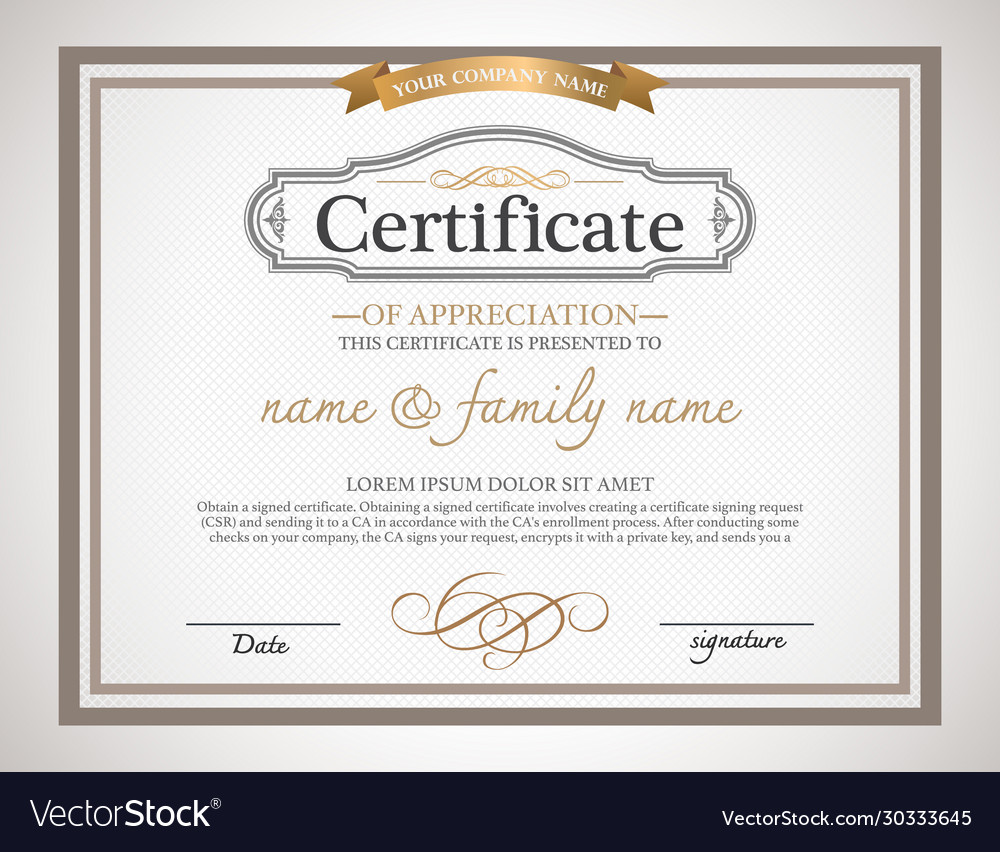 YOUR COMPANY NAME
Certificate
—OF APPRECIATION—
THIS CERTIFICATE IS PRESENTED TO
name & family name
LOREM IPSUM DOLOR SIT AMET
Obtain a signed certificate. Obtaining a signed certificate involves creating a certificate signing request
(CSR) and sending it to a CA in accordance with the CA's enrollment process. After conducting some
checks on your company, the CA signs your request, encrypts it with a private key, and sends you a
Date
signature
VectorStock®
VectorStock.com/30333645